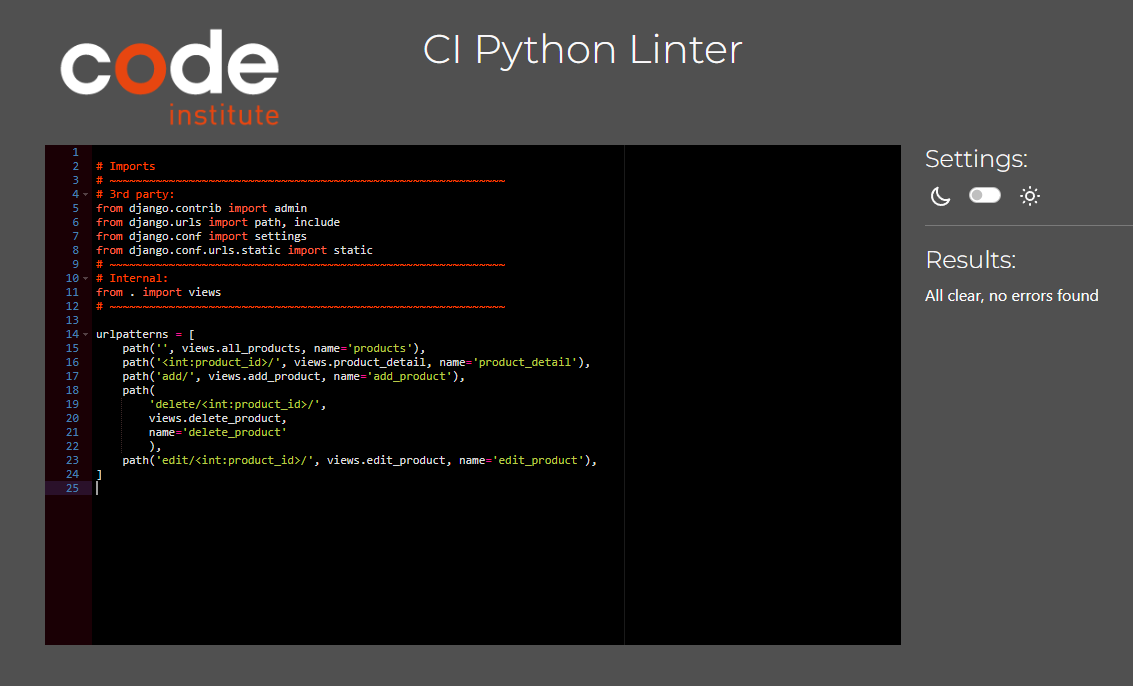 code
institute
CI Python Linter
1
2 # Imports
3 # ~~~~~~~~~~~~~~~~~~~~~~~~~~~~~~~~~~~~~~~~~~~~~~~~~~~~~~~~~~~~
4 # 3rd party:
5 from django.contrib import admin
6 from django.urls import path, include
7 from django.conf import settings
8 from django.conf.urls.static import static
9 # ~~~~~~~~~~~~~~~~~~~~~~~~~~~~~~~~~~~~~~~~~~~~~~~~~~~~~~~~~~~~
10 # Internal:
11 from . import views
12 # ~~~~~~~~~~~~~~~~~~~~~~~~~~~~~~~~~~~~~~~~~~~~~~~~~~~~~~~~~~~~
13
14 urlpatterns = [
15     path('', views.all_products, name='products'),
16     path('<int:product_id>/', views.product_detail, name='product_detail'),
17     path('add/', views.add_product, name='add_product'),
18     path(
19         'delete/<int:product_id>/',
20         views.delete_product,
21         name='delete_product'
22         ),
23     path('edit/<int:product_id>/', views.edit_product, name='edit_product'),
24 ]
25
Settings:
Results:
All clear, no errors found